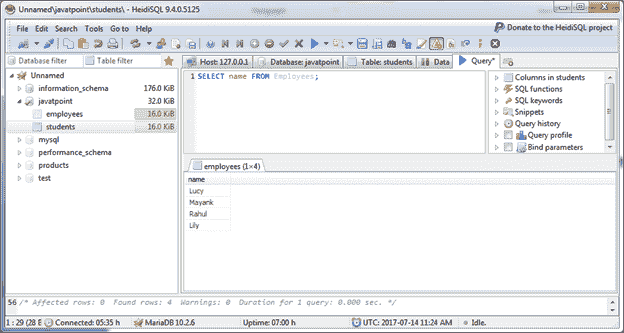 Unnamed\javatpoint\students\ - HeidiSQL 9.4.0.5125
File Edit Search Tools Go to Help
Donate to the HeidiSQL project
Database filter Table filter
Host: 127.0.0.1 Database: javatpoint Table: students Data Query*
Unnamed
information_schema 176.0 KiB
javatpoint 32.0 KiB
employees 16.0 KiB
students 16.0 KiB
mysql
performance_schema
products
test
1 SELECT name FROM Employees;
Columns in students
SQL functions
SQL keywords
Snippets
Query history
Query profile
Bind parameters
employees (1×4)
name
Lucy
Mayank
Rahul
Lily
56 /* Affected rows: 0 Found rows: 4 Warnings: 0 Duration for 1 query: 0.000 sec. */
1 : 29 (28 B Connected: 05:35 h MariaDB 10.2.6 Uptime: 07:00 h UTC: 2017-07-14 11:24 AM Idle.